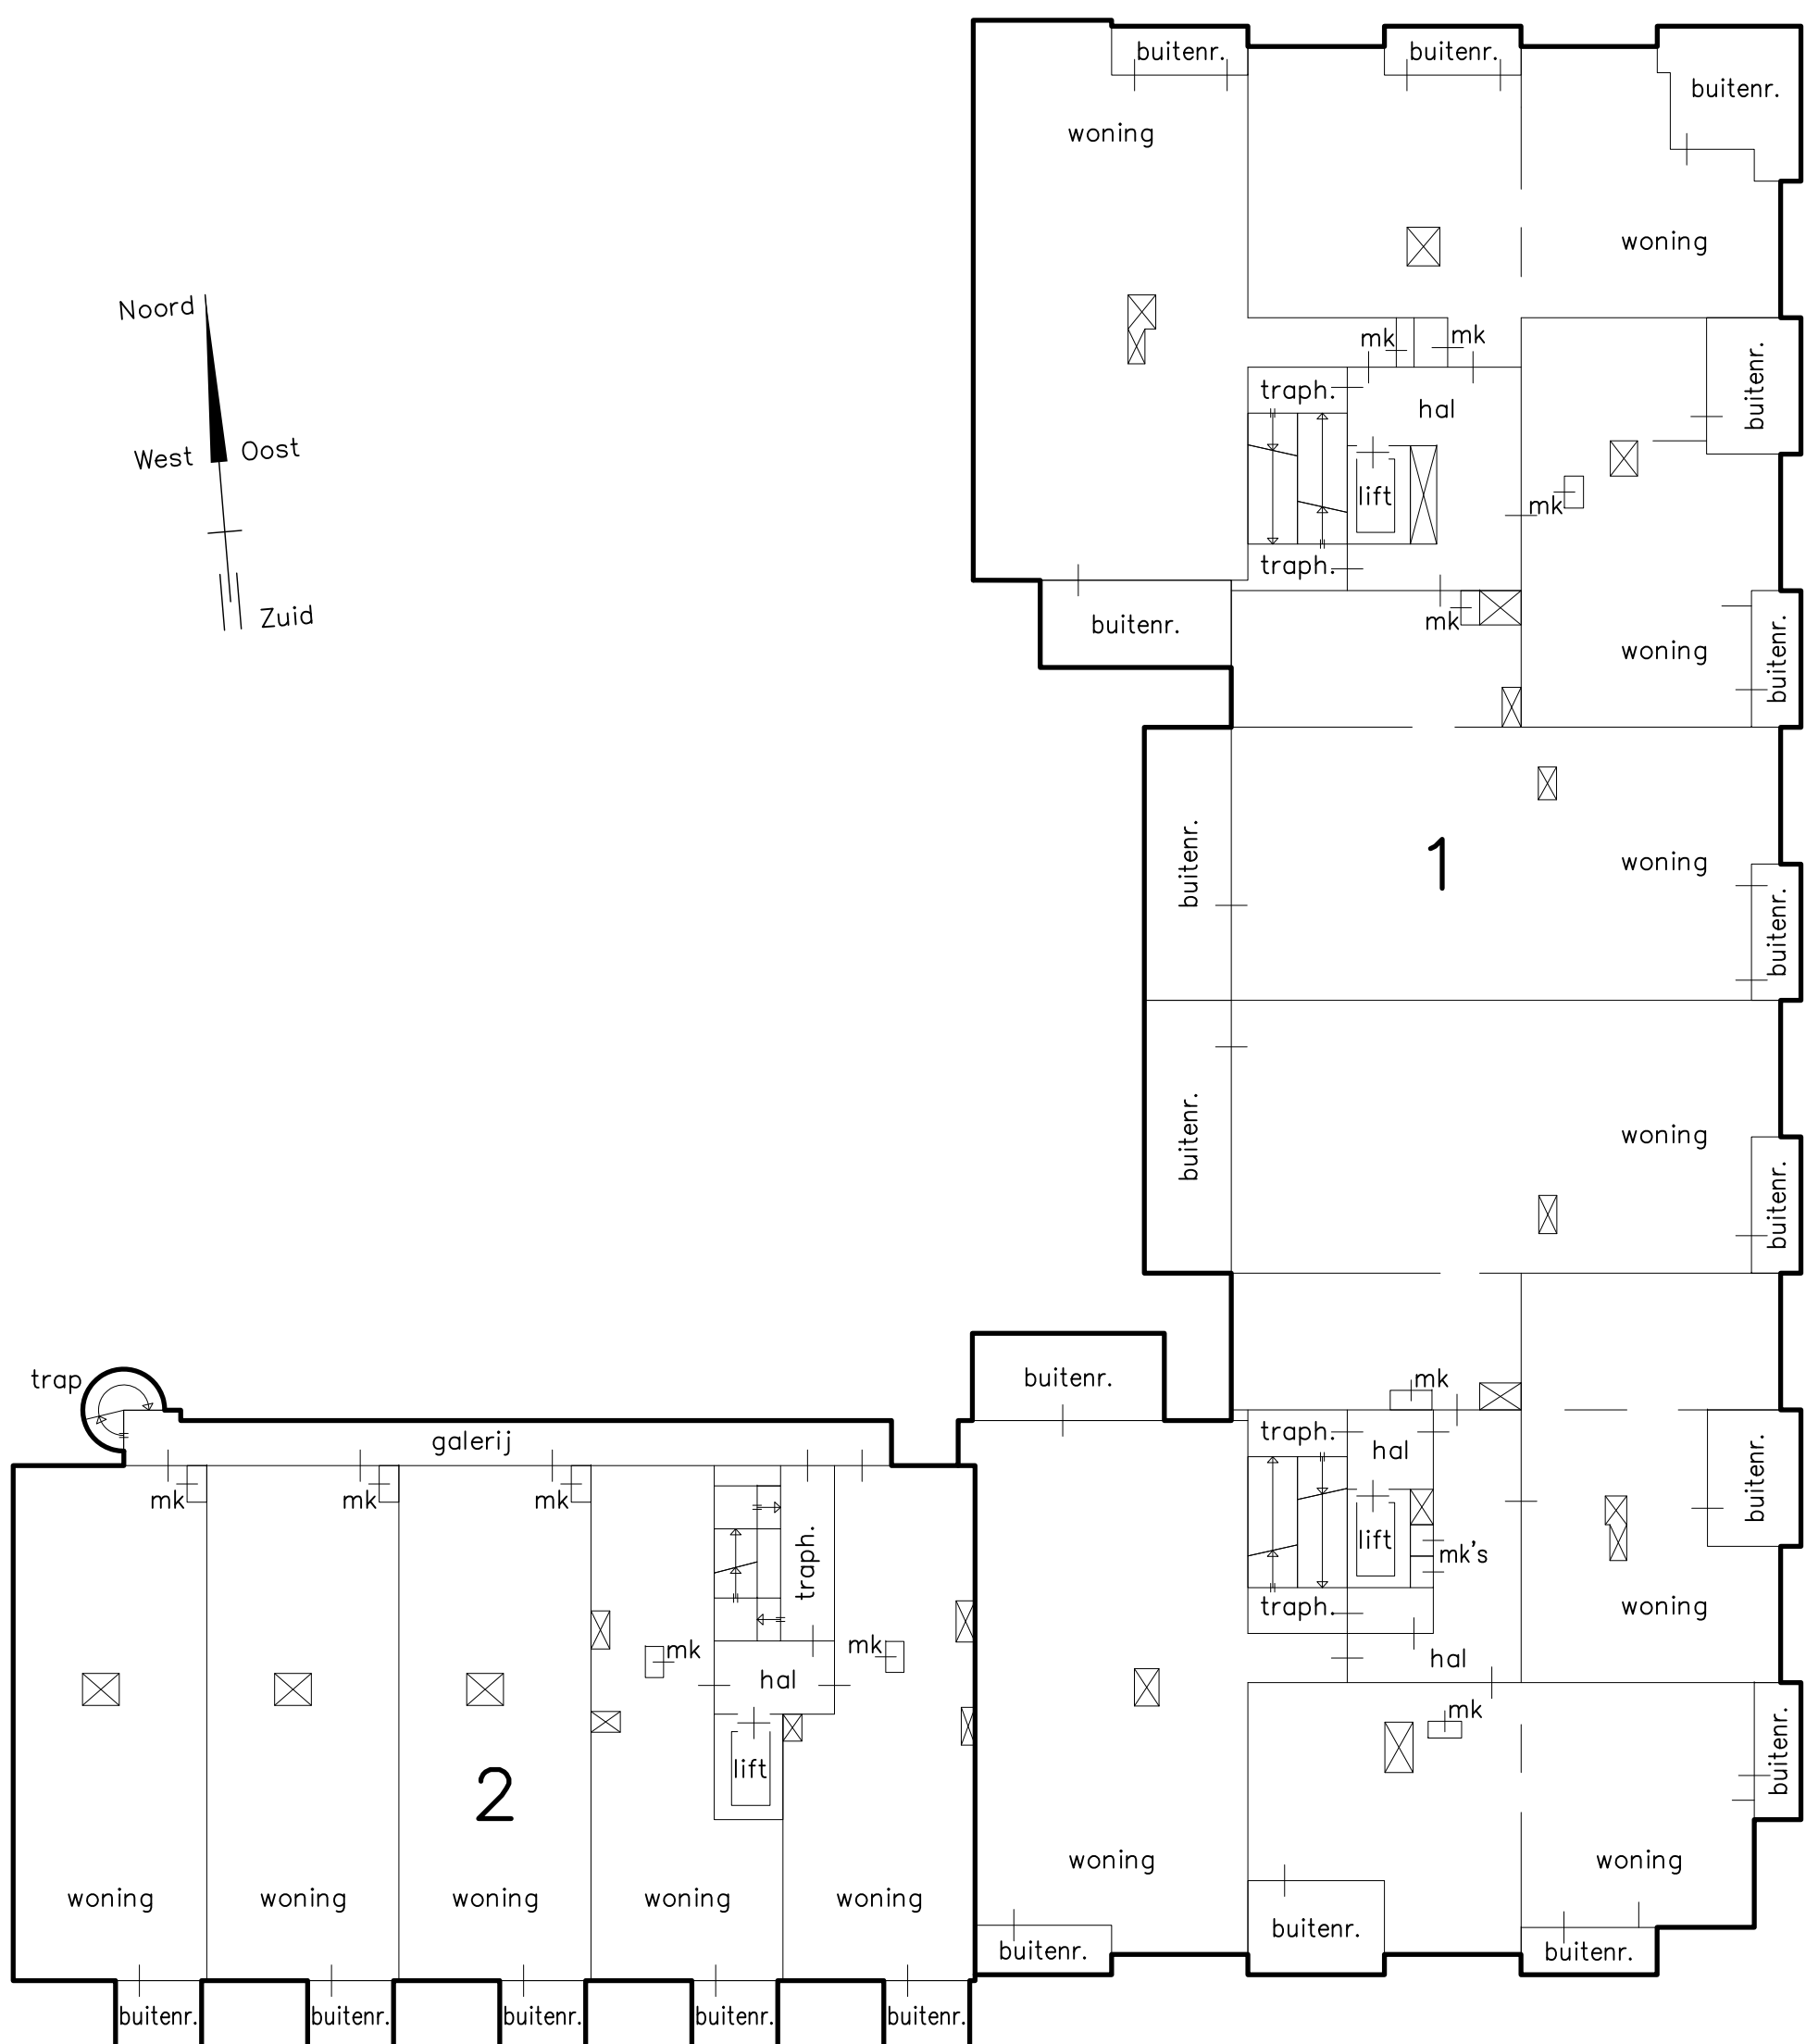 buitenr.
buitenr.
buitenr.
woning
woning
Noord
mk
mk
buitenr.
traph.
hal
West
Oost
lift
mk
traph.
Zuid
buitenr.
mk
woning
buitenr.
buitenr.
1
woning
buitenr.
buitenr.
woning
buitenr.
trap
buitenr.
mk
galerij
traph.
hal
buitenr.
mk
mk
mk
traph.
lift
mk's
traph.
woning
mk
mk
hal
hal
mk
lift
buitenr.
2
woning
woning
woning
woning
woning
woning
woning
buitenr.
buitenr.
buitenr.
buitenr.
buitenr.
buitenr.
buitenr.
buitenr.